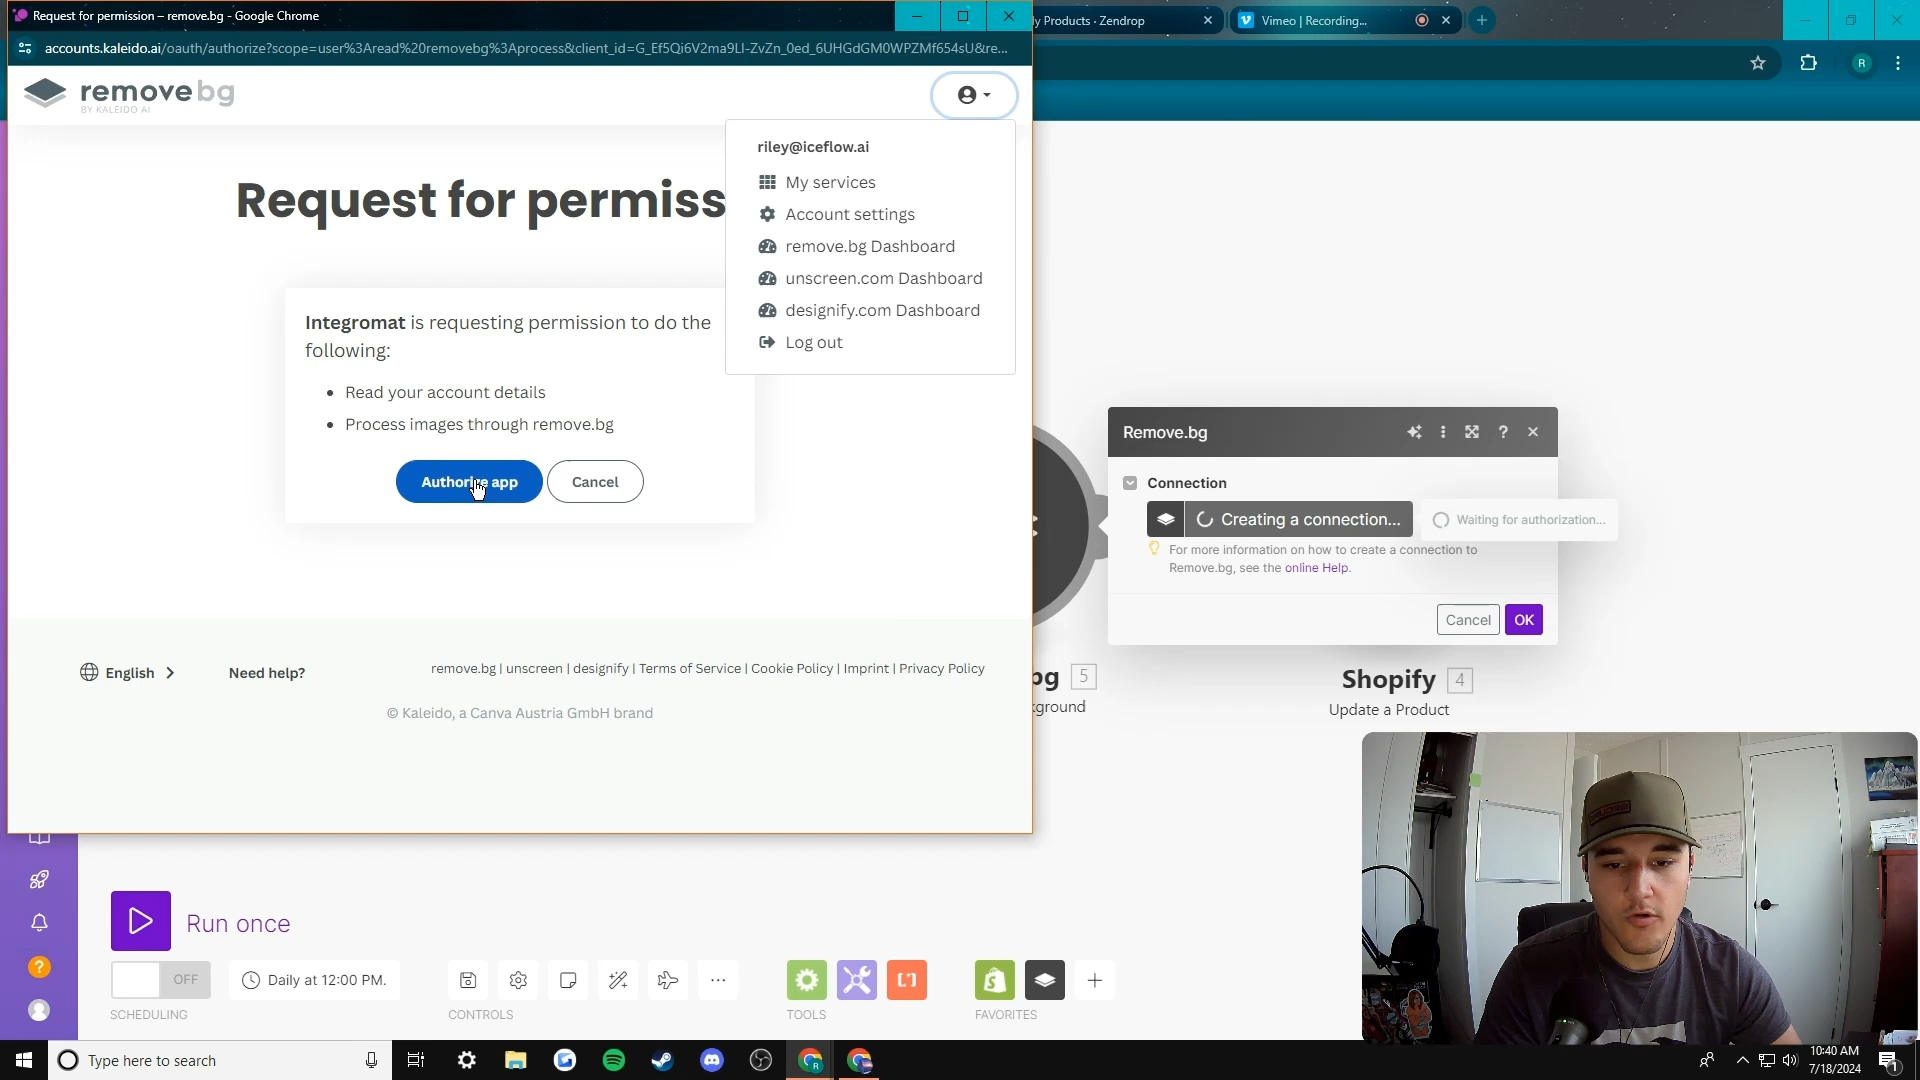 Request for permission – remove.bg - Google Chrome
ly Products · Zendrop
Vimeo | Recording...
accounts.kaleido.ai/oauth/authorize?scope=user%3Aread%20removebg%3Aprocess&client_id=G_Ef5Qi6V2ma9LI-ZvZn_0ed_6UHGdGM0WPZMf654sU&re...
R
removebg
BY KALEIDO AI
riley@iceflow.ai
My services
Account settings
remove.bg Dashboard
unscreen.com Dashboard
designify.com Dashboard
Log out
Request for permiss
Integromat is requesting permission to do the
following:
• Read your account details
• Process images through remove.bg
Authorize app
Cancel
Remove.bg
?
Connection
Creating a connection...
Waiting for authorization...
For more information on how to create a connection to
Remove.bg, see the online Help.
Cancel
OK
English
Need help?
remove.bg | unscreen | designify | Terms of Service | Cookie Policy | Imprint | Privacy Policy
© Kaleido, a Canva Austria GmbH brand
bg 5
kground
Shopify 4
Update a Product
Run once
OFF
Daily at 12:00 PM.
SCHEDULING
CONTROLS
TOOLS
FAVORITES
?
Type here to search
10:40 AM
7/18/2024
1